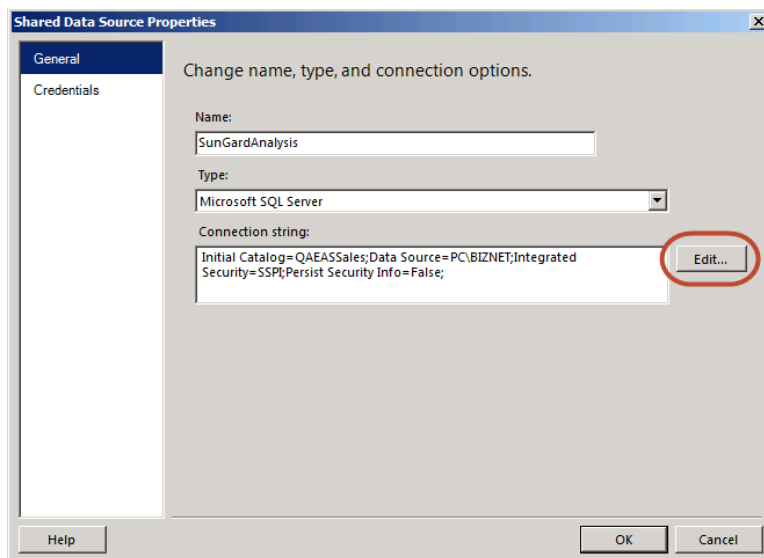 Shared Data Source Properties
General
Credentials
Change name, type, and connection options.
Name:
SunGardAnalysis
Type:
Microsoft SQL Server
Connection string:
Initial Catalog=QAEASSales;Data Source=PC\BIZNET;Integrated
Security=SSPI;Persist Security Info=False;
Edit...
Help
OK
Cancel